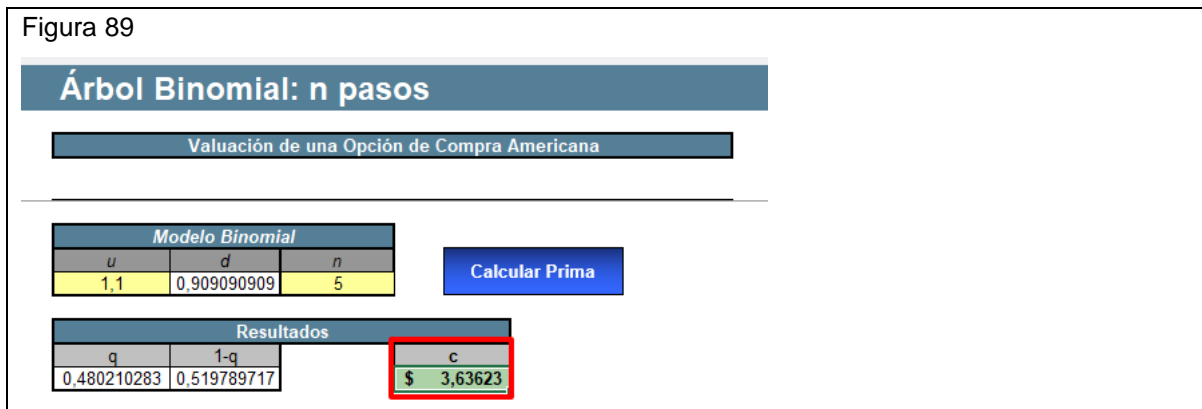 Figura 89
Árbol Binomial: n pasos
Valuación de una Opción de Compra Americana
Modelo Binomial
u d n
1,1 0,909090909 5
Calcular Prima
Resultados
q 1-q c
0,480210283 0,519789717 $ 3,63623